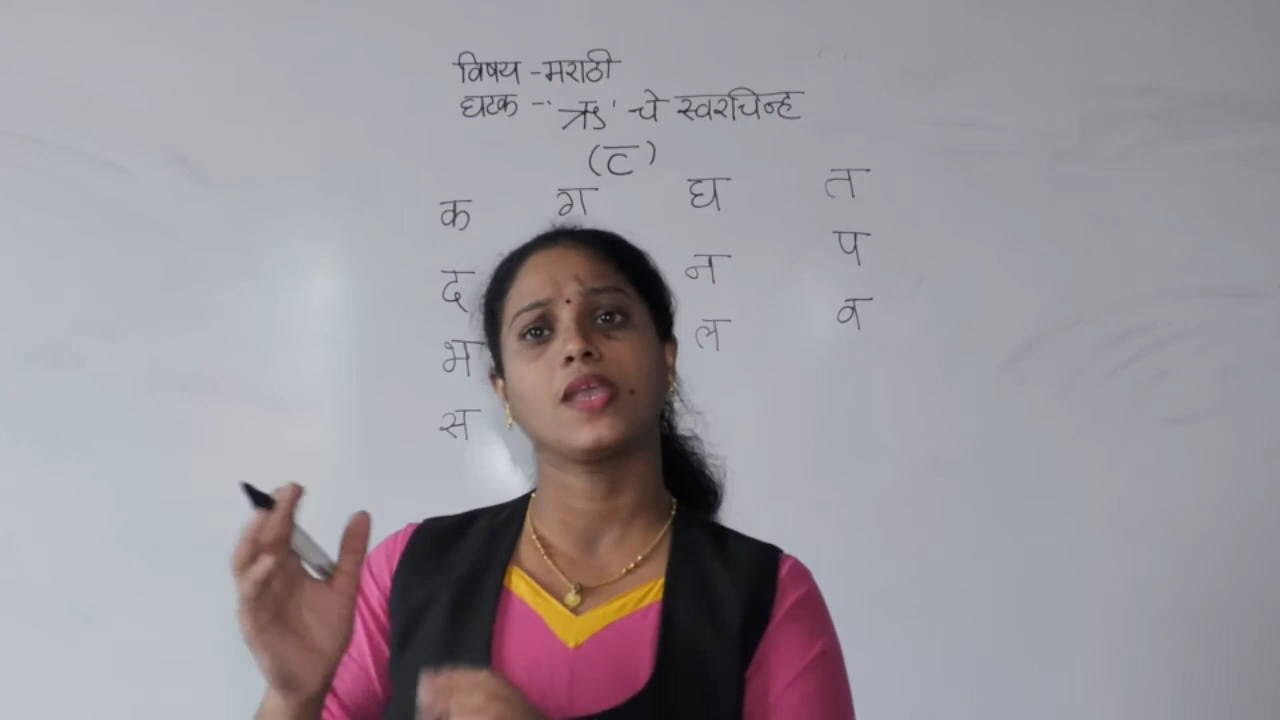 विषय - मराठी
घटक - 'ऋ' चे स्वरचिन्ह
( ृ )
क ग घ त
द न प
भ ल व
स